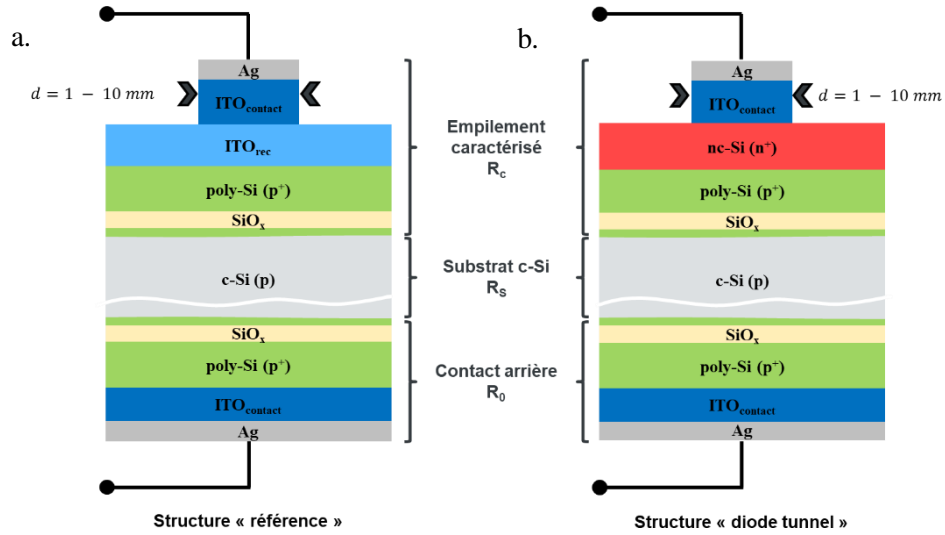 a.
Ag
d = 1 − 10 mm
ITOcontact
ITOrec
poly-Si (p⁺)
SiOx
c-Si (p)
SiOx
poly-Si (p⁺)
ITOcontact
Ag
Structure « référence »
Empilement
caractérisé
Rc
Substrat c-Si
RS
Contact arrière
R0
b.
Ag
ITOcontact
d = 1 − 10 mm
nc-Si (n⁺)
poly-Si (p⁺)
SiOx
c-Si (p)
SiOx
poly-Si (p⁺)
ITOcontact
Ag
Structure « diode tunnel »